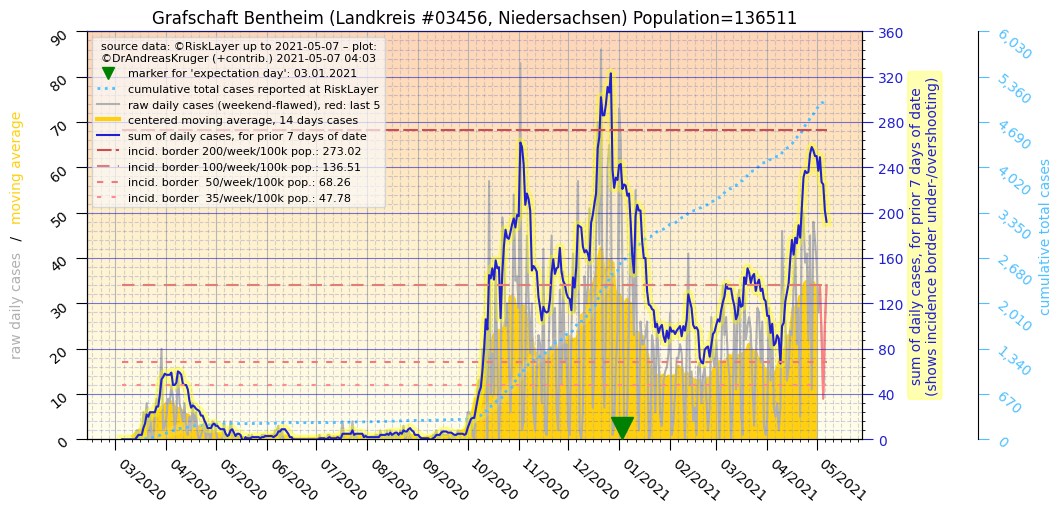 Grafschaft Bentheim (Landkreis #03456, Niedersachsen) Population=136511
source data: ©RiskLayer up to 2021-05-07 – plot:
©DrAndreasKruger (+contrib.) 2021-05-07 04:03
marker for 'expectation day': 03.01.2021
cumulative total cases reported at RiskLayer
raw daily cases (weekend-flawed), red: last 5
centered moving average, 14 days cases
sum of daily cases, for prior 7 days of date
incid. border 200/week/100k pop.: 273.02
incid. border 100/week/100k pop.: 136.51
incid. border  50/week/100k pop.: 68.26
incid. border  35/week/100k pop.: 47.78
raw daily cases / moving average
90
80
70
60
50
40
30
20
10
0
03/2020
04/2020
05/2020
06/2020
07/2020
08/2020
09/2020
10/2020
11/2020
12/2020
01/2021
02/2021
03/2021
04/2021
05/2021
360
320
280
240
200
160
120
80
40
0
sum of daily cases, for prior 7 days of date
(shows incidence border under-/overshooting)
6,030
5,360
4,690
4,020
3,350
2,680
2,010
1,340
670
0
cumulative total cases